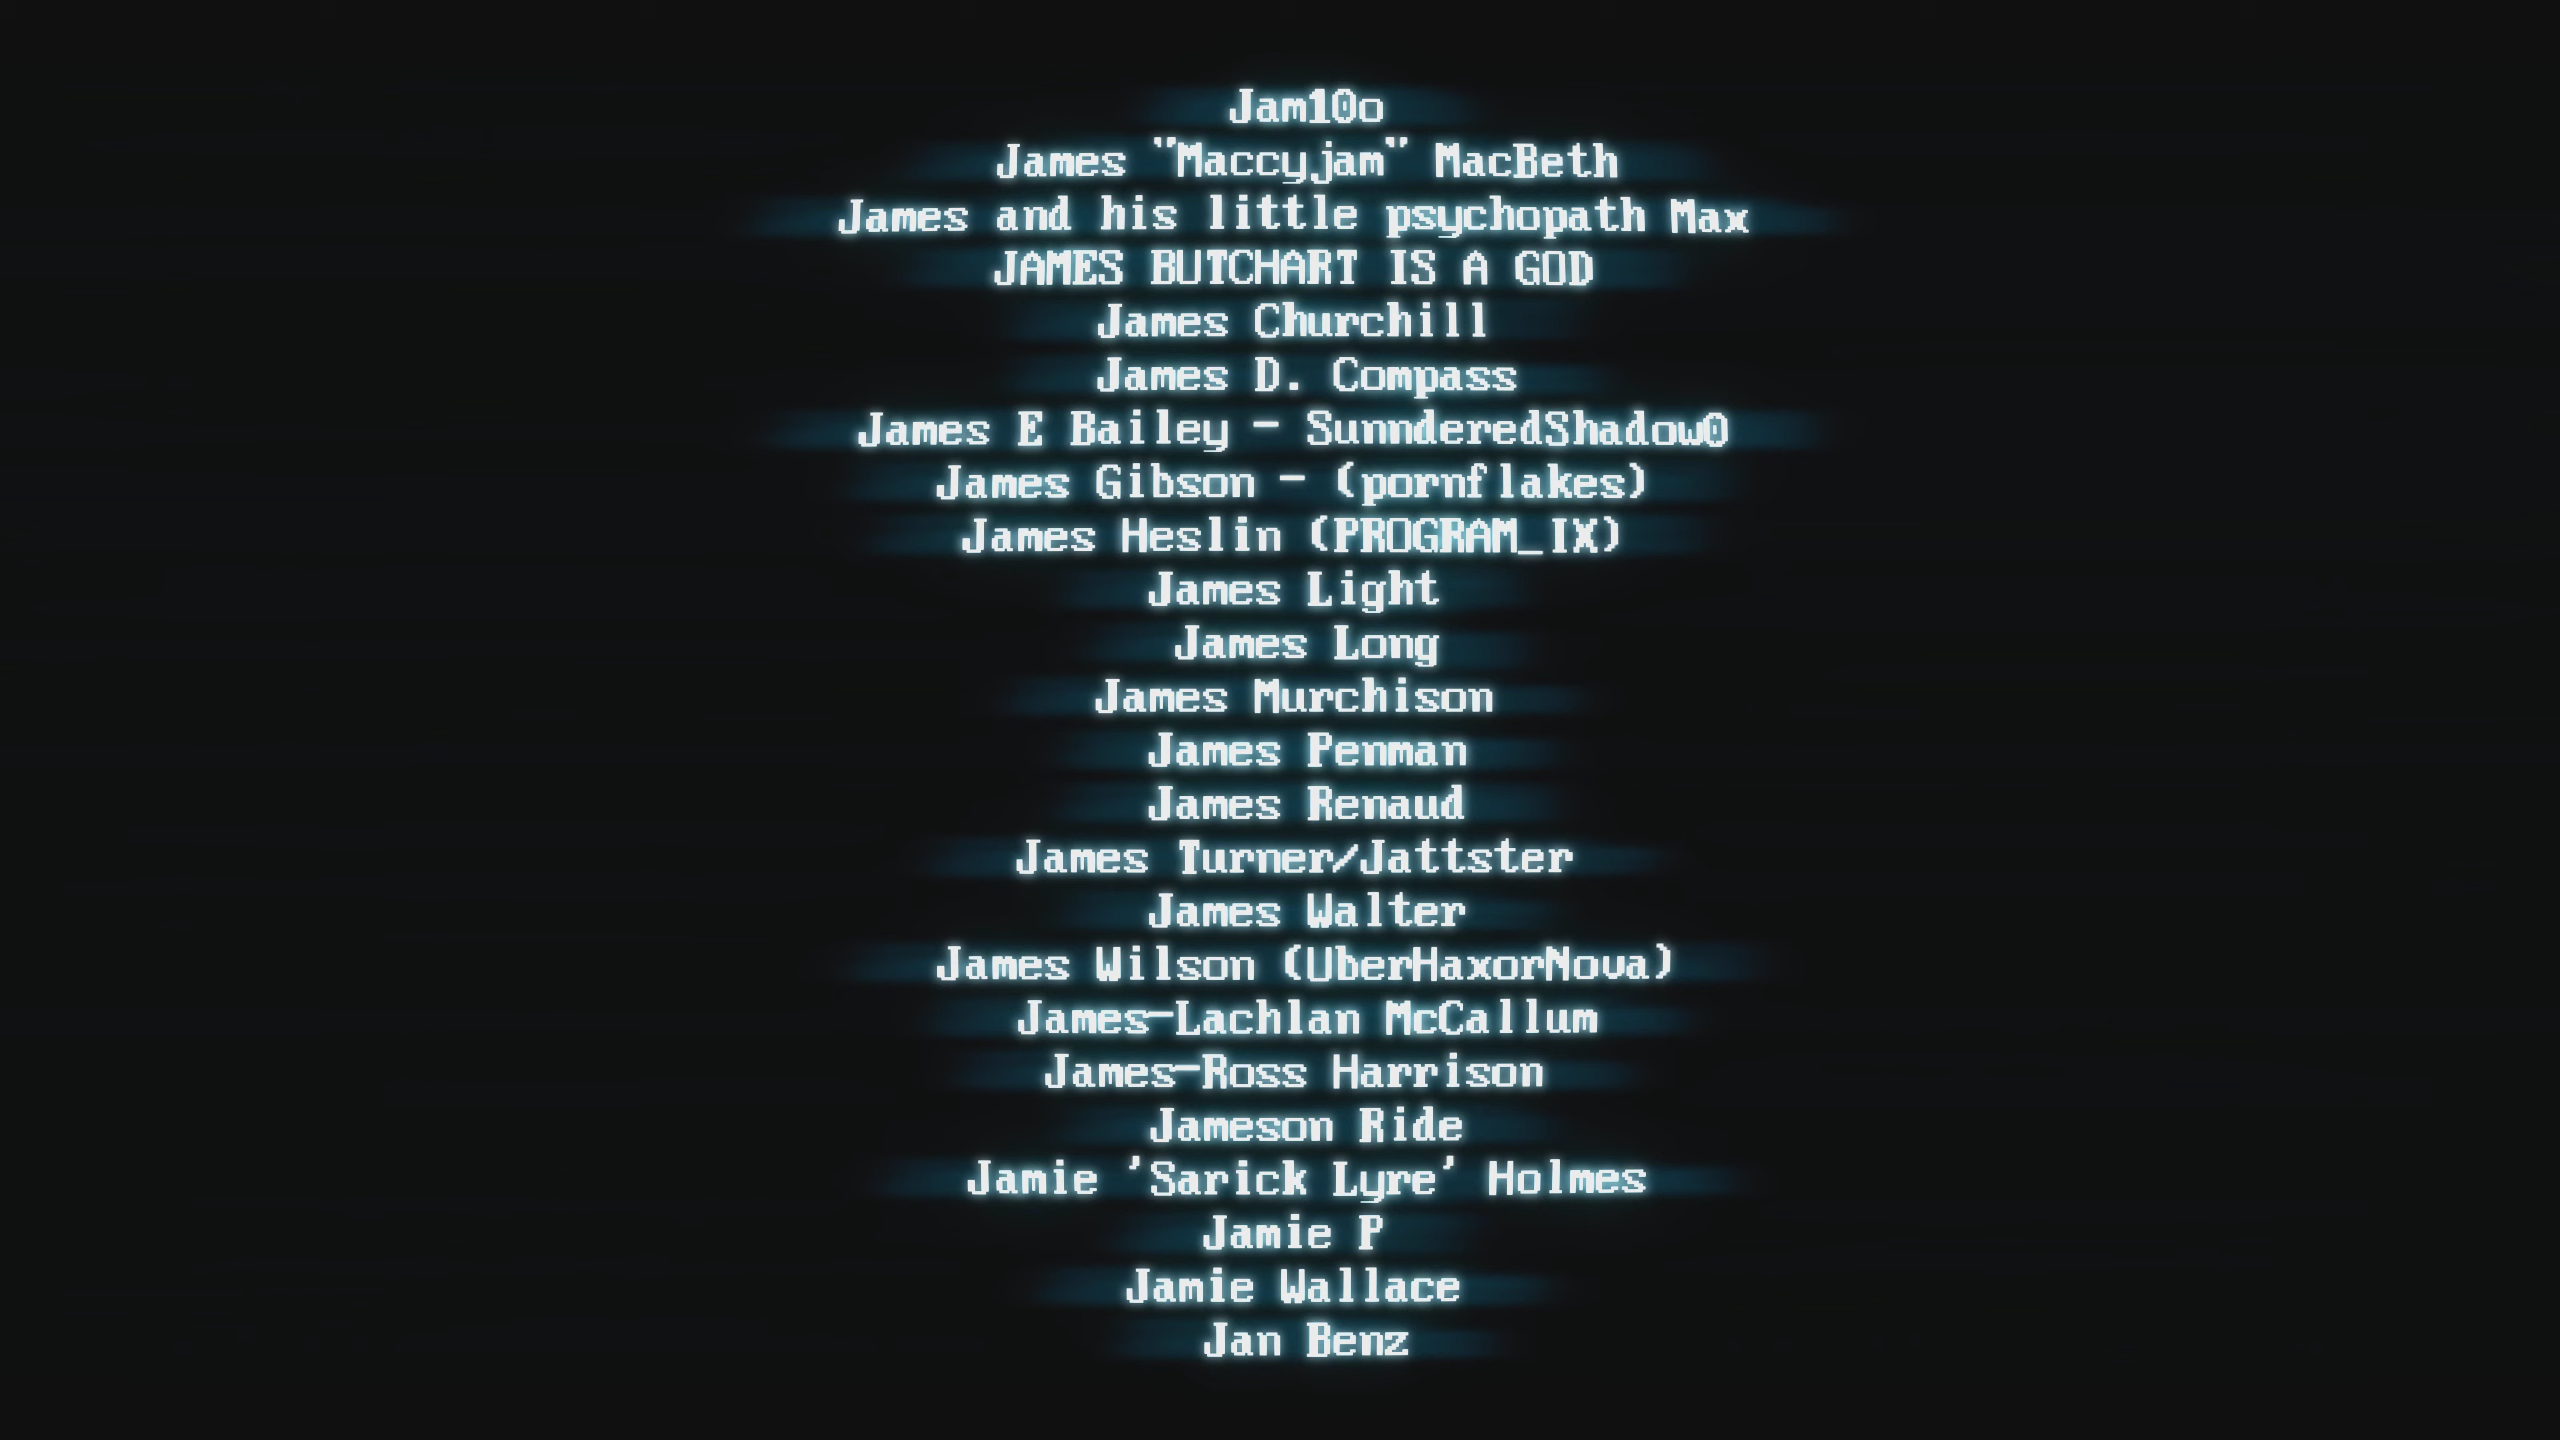 Jam10o
James "Maccyjam" MacBeth
James and his little psychopath Max
JAMES BUTCHART IS A GOD
James Churchill
James D. Compass
James E Bailey - SunnderedShadow0
James Gibson - (pornflakes)
James Heslin (PROGRAM_IX)
James Light
James Long
James Murchison
James Penman
James Renaud
James Turner/Jattster
James Walter
James Wilson (UberHaxorNova)
James-Lachlan McCallum
James-Ross Harrison
Jameson Ride
Jamie 'Sarick Lyre' Holmes
Jamie P
Jamie Wallace
Jan Benz